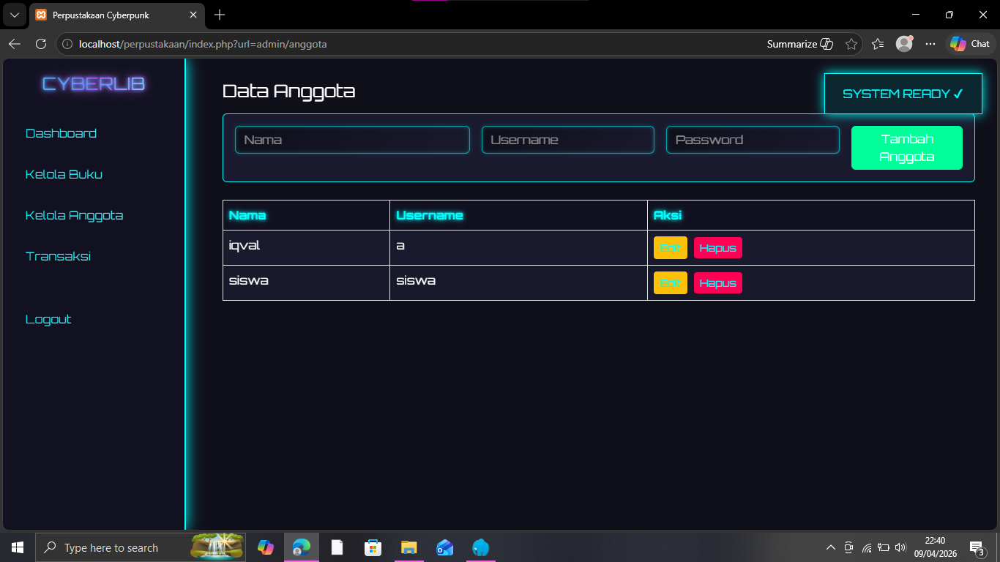 Perpustakaan Cyberpunk
localhost/perpustakaan/index.php?url=admin/anggota
Summarize
Chat
CYBERLIB
Dashboard
Kelola Buku
Kelola Anggota
Transaksi
Logout
Data Anggota
SYSTEM READY ✓
Nama
Username
Password
Tambah
Anggota
Nama Username Aksi
iqval a Edit Hapus
siswa siswa Edit Hapus
Type here to search
22:40
09/04/2026
3